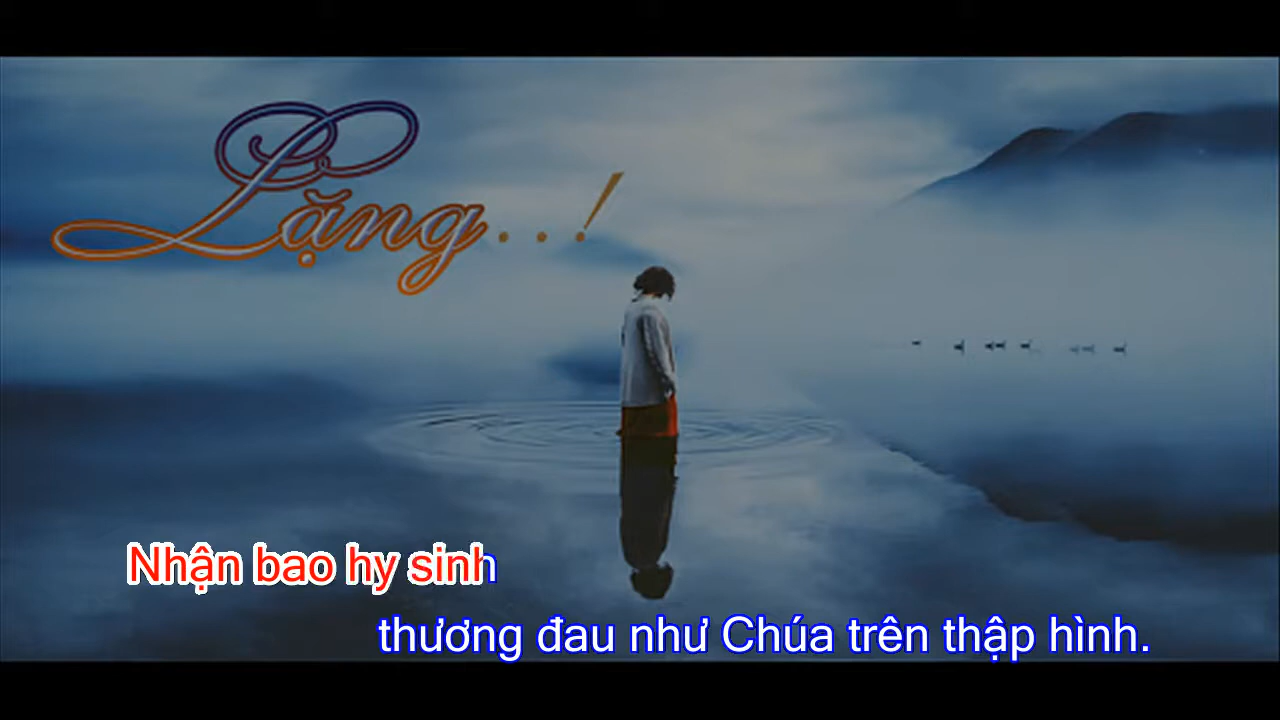 Lặng..!
Nhận bao hy sinh
thương đau như Chúa trên thập hình.